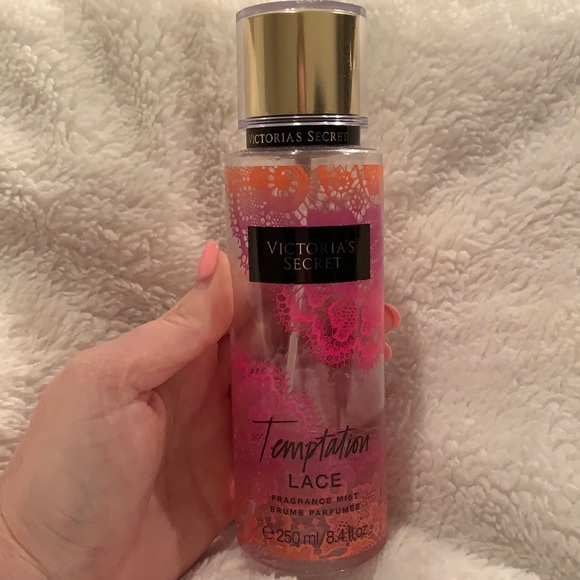 VICTORIA'S SECRET
VICTORIA'S
SECRET
Temptation
LACE
FRAGRANCE MIST
BRUME PARFUMÉE
℮ 250 ml/8.4 fl oz